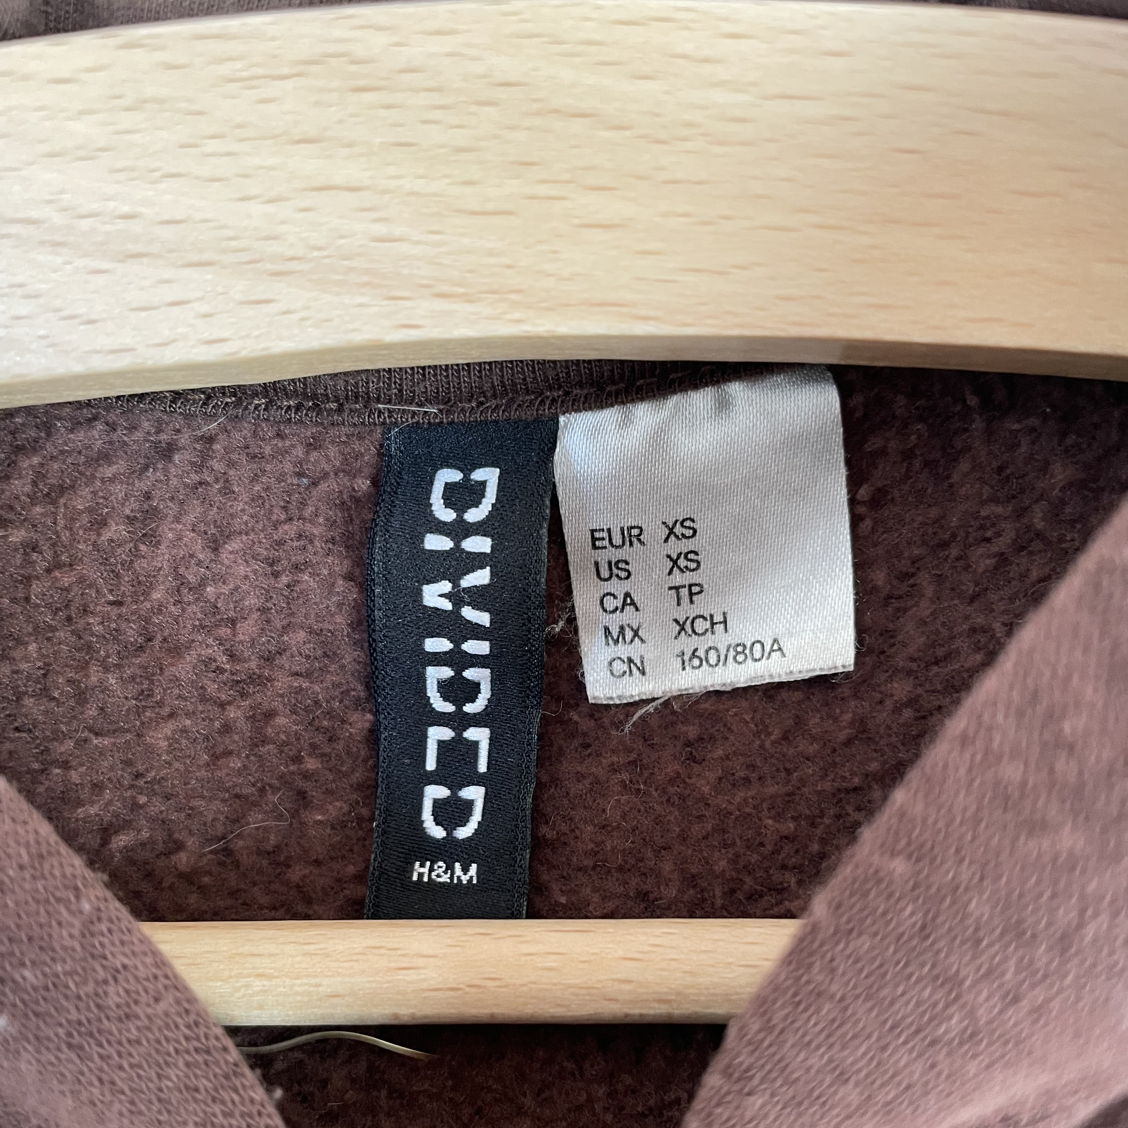 DIVIDED
H&M
EUR XS
US XS
CA TP
MX XCH
CN 160/80A